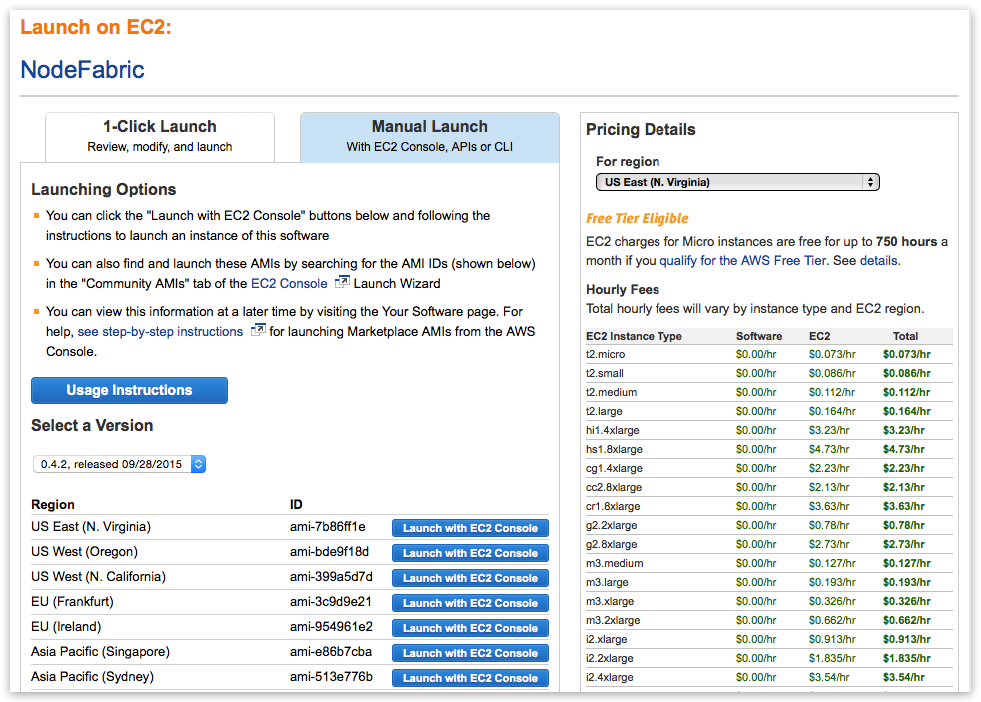 Launch on EC2:
NodeFabric
1-Click Launch
Review, modify, and launch
Manual Launch
With EC2 Console, APIs or CLI
Launching Options
You can click the "Launch with EC2 Console" buttons below and following the
instructions to launch an instance of this software
You can also find and launch these AMIs by searching for the AMI IDs (shown below)
in the "Community AMIs" tab of the EC2 Console Launch Wizard
You can view this information at a later time by visiting the Your Software page. For
help, see step-by-step instructions for launching Marketplace AMIs from the AWS
Console.
Usage Instructions
Select a Version
0.4.2, released 09/28/2015
Region ID
US East (N. Virginia) ami-7b86ff1e Launch with EC2 Console
US West (Oregon) ami-bde9f18d Launch with EC2 Console
US West (N. California) ami-399a5d7d Launch with EC2 Console
EU (Frankfurt) ami-3c9d9e21 Launch with EC2 Console
EU (Ireland) ami-954961e2 Launch with EC2 Console
Asia Pacific (Singapore) ami-e86b7cba Launch with EC2 Console
Asia Pacific (Sydney) ami-513e776b Launch with EC2 Console
Pricing Details
For region
US East (N. Virginia)
Free Tier Eligible
EC2 charges for Micro instances are free for up to 750 hours a
month if you qualify for the AWS Free Tier. See details.
Hourly Fees
Total hourly fees will vary by instance type and EC2 region.
EC2 Instance Type Software EC2 Total
t2.micro $0.00/hr $0.073/hr $0.073/hr
t2.small $0.00/hr $0.086/hr $0.086/hr
t2.medium $0.00/hr $0.112/hr $0.112/hr
t2.large $0.00/hr $0.164/hr $0.164/hr
hi1.4xlarge $0.00/hr $3.23/hr $3.23/hr
hs1.8xlarge $0.00/hr $4.73/hr $4.73/hr
cg1.4xlarge $0.00/hr $2.23/hr $2.23/hr
cc2.8xlarge $0.00/hr $2.13/hr $2.13/hr
cr1.8xlarge $0.00/hr $3.63/hr $3.63/hr
g2.2xlarge $0.00/hr $0.78/hr $0.78/hr
g2.8xlarge $0.00/hr $2.73/hr $2.73/hr
m3.medium $0.00/hr $0.127/hr $0.127/hr
m3.large $0.00/hr $0.193/hr $0.193/hr
m3.xlarge $0.00/hr $0.326/hr $0.326/hr
m3.2xlarge $0.00/hr $0.662/hr $0.662/hr
i2.xlarge $0.00/hr $0.913/hr $0.913/hr
i2.2xlarge $0.00/hr $1.835/hr $1.835/hr
i2.4xlarge $0.00/hr $3.54/hr $3.54/hr